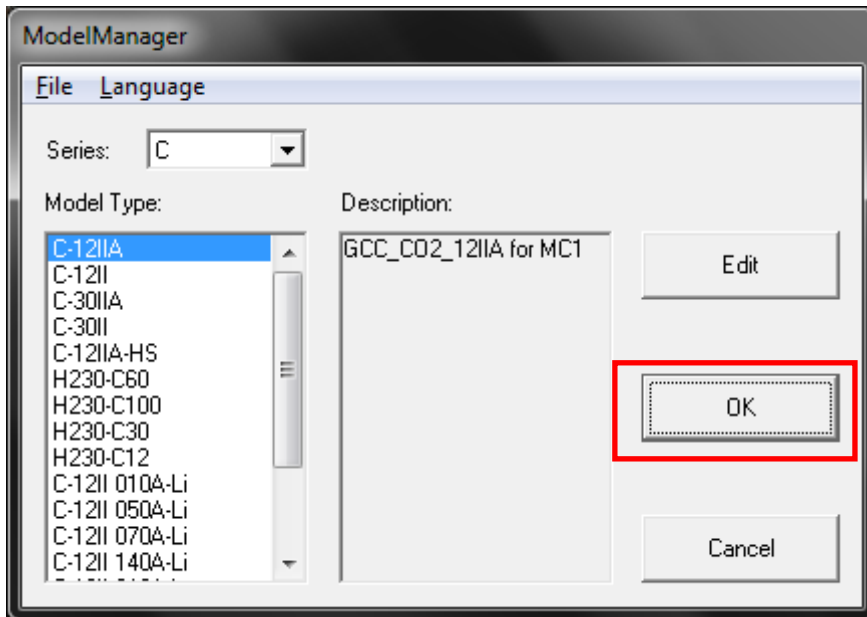 ModelManager
File Language
Series: C
Model Type:
Description:
C-12IIA
C-12II
C-30IIA
C-30II
C-12IIA-HS
H230-C60
H230-C100
H230-C30
H230-C12
C-12II 010A-Li
C-12II 050A-Li
C-12II 070A-Li
C-12II 140A-Li
GCC_CO2_12IIA for MC1
Edit
OK
Cancel